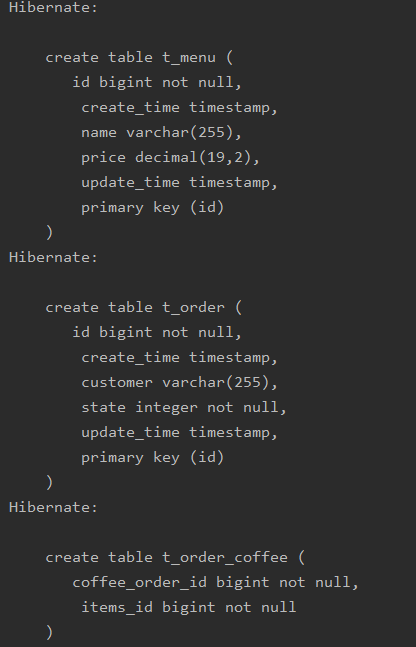 Hibernate:
create table t_menu (
id bigint not null,
create_time timestamp,
name varchar(255),
price decimal(19,2),
update_time timestamp,
primary key (id)
)
Hibernate:
create table t_order (
id bigint not null,
create_time timestamp,
customer varchar(255),
state integer not null,
update_time timestamp,
primary key (id)
)
Hibernate:
create table t_order_coffee (
coffee_order_id bigint not null,
items_id bigint not null
)